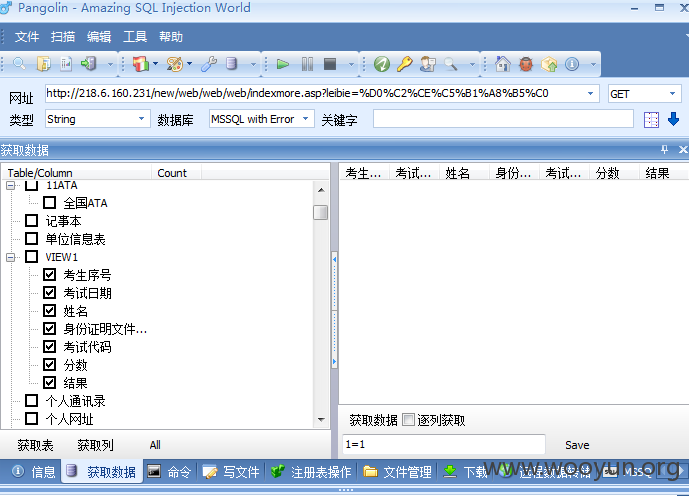 Pangolin - Amazing SQL Injection World
文件 扫描 编辑 工具 帮助
网址 http://218.6.160.231/new/web/web/web/indexmore.asp?leibie=%D0%C2%CE%C5%B1%A8%B5%C0 GET
类型 String 数据库 MSSQL with Error 关键字
获取数据
Table/Column Count
考生... 考试... 姓名 身份... 考试... 分数 结果
11ATA
全国ATA
记事本
单位信息表
VIEW1
考生序号
考试日期
姓名
身份证明文件...
考试代码
分数
结果
个人通讯录
个人网址
获取数据 逐列获取
1=1 Save
获取表 获取列 All
信息 获取数据 命令 写文件 注册表操作 文件管理 下载 MSSQ
www.wooyun.org